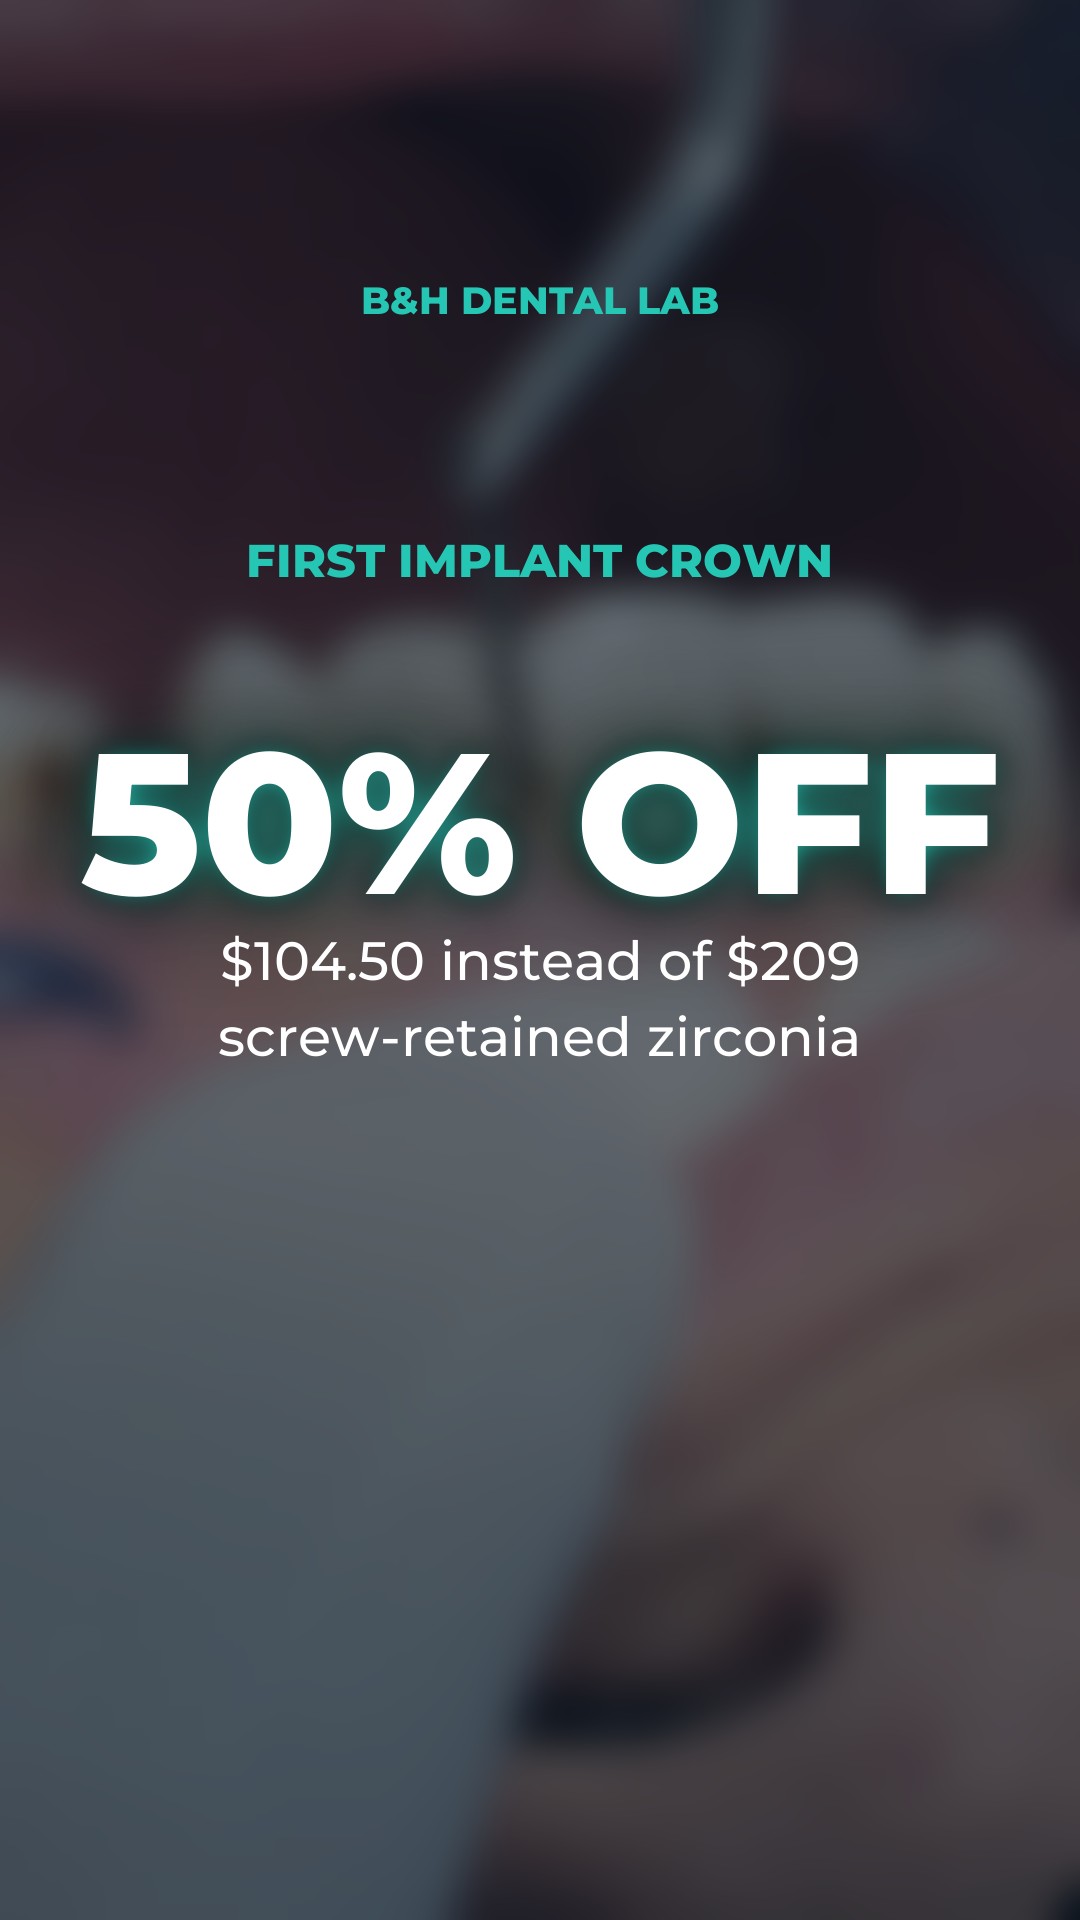 B&H DENTAL LAB
FIRST IMPLANT CROWN
50% OFF
$104.50 instead of $209
screw-retained zirconia